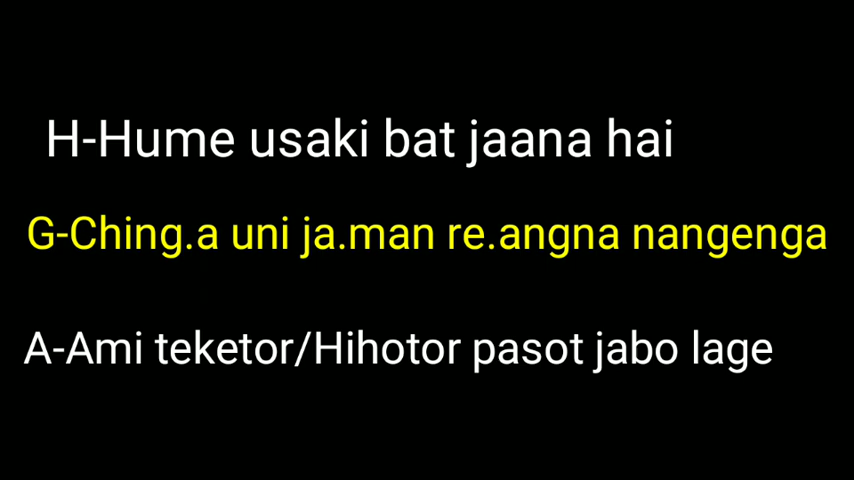 H-Hume usaki bat jaana hai
G-Ching.a uni ja.man re.angna nangenga
A-Ami teketor/Hihotor pasot jabo lage